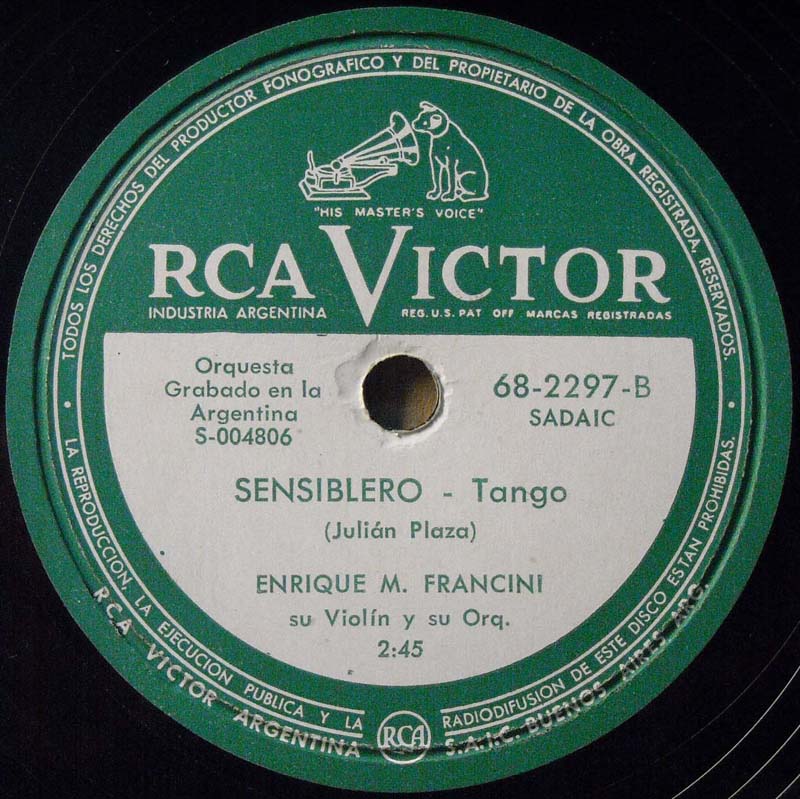 TODOS LOS DERECHOS DEL PRODUCTOR FONOGRAFICO Y DEL PROPIETARIO DE LA OBRA REGISTRADA, RESERVADOS.
"HIS MASTER'S VOICE"
RCA VICTOR
INDUSTRIA ARGENTINA
REG. U.S. PAT OFF MARCAS REGISTRADAS
Orquesta
Grabado en la
Argentina
S-004806
68-2297-B
SADAIC
SENSIBLERO - Tango
(Julián Plaza)
ENRIQUE M. FRANCINI
su Violín y su Orq.
2:45
• LA REPRODUCCION, LA EJECUCION PUBLICA Y LA RADIODIFUSION DE ESTE DISCO ESTAN PROHIBIDAS. •
RCA VICTOR ARGENTINA S.A.I.C. BUENOS AIRES ARG.
RCA